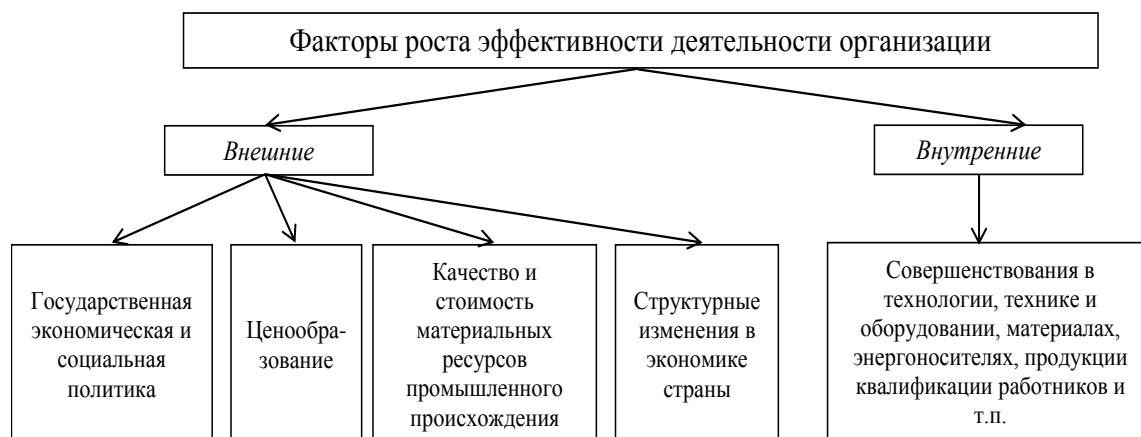 Факторы роста эффективности деятельности организации
Внешние
Внутренние
Государственная
экономическая и
социальная
политика
Ценообра-
зование
Качество и
стоимость
материальных
ресурсов
промышленного
происхождения
Структурные
изменения в
экономике
страны
Совершенствования в
технологии, технике и
оборудовании, материалах,
энергоносителях, продукции
квалификации работников и
т.п.